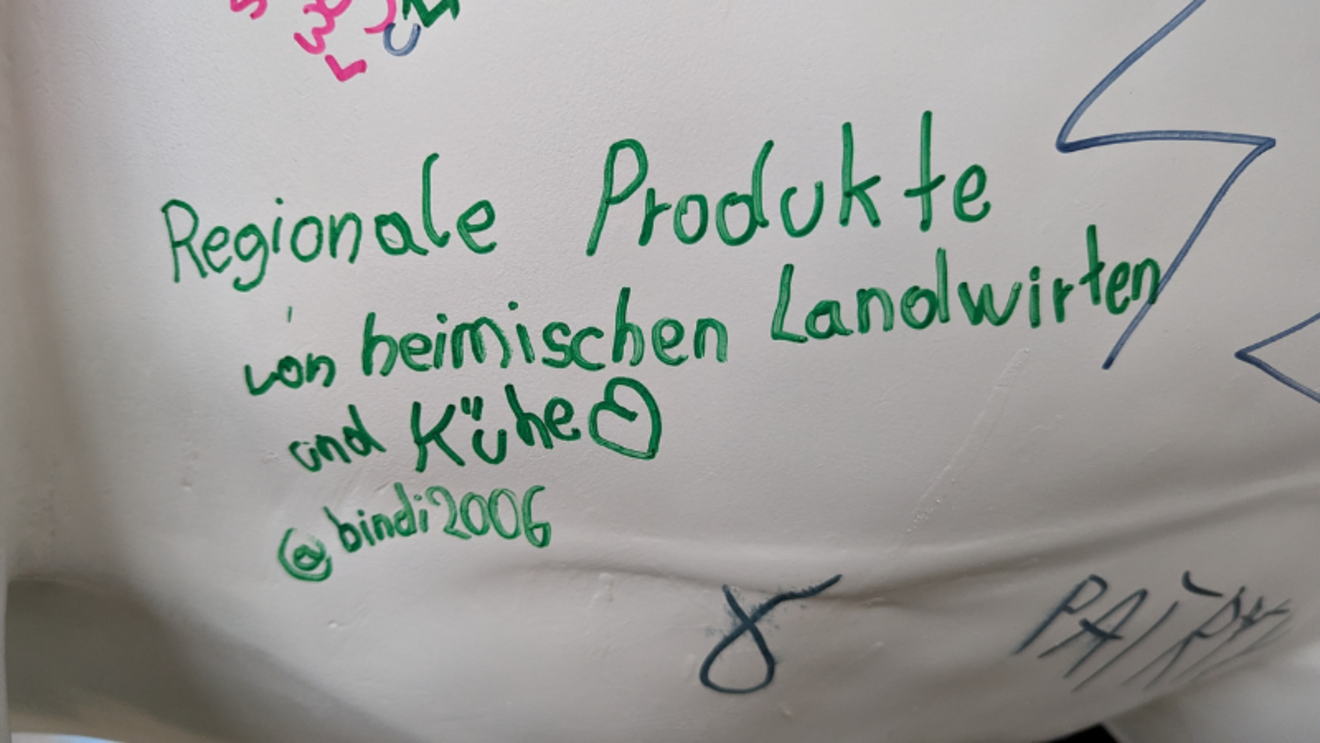 Regionale Produkte
von heimischen Landwirten
und Kühe♡
@bindi2006